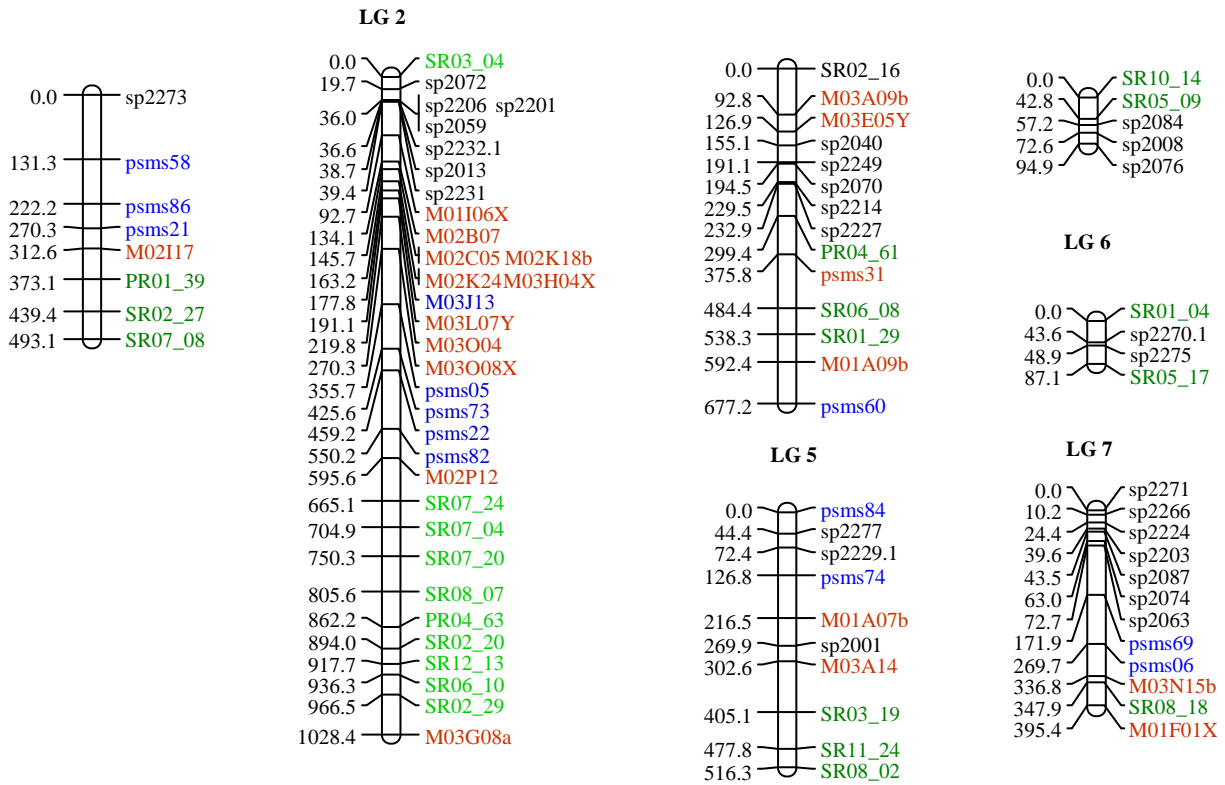 0.0 sp2273
131.3 psms58
222.2 psms86
270.3 psms21
312.6 M02I17
373.1 PR01_39
439.4 SR02_27
493.1 SR07_08
LG 2
0.0 SR03_04
19.7 sp2072
36.0 sp2206 sp2201
sp2059
36.6 sp2232.1
38.7 sp2013
39.4 sp2231
92.7 M01I06X
134.1 M02B07
145.7 M02C05 M02K18b
163.2 M02K24 M03H04X
177.8 M03J13
191.1 M03L07Y
219.8 M03O04
270.3 M03O08X
355.7 psms05
425.6 psms73
459.2 psms22
550.2 psms82
595.6 M02P12
665.1 SR07_24
704.9 SR07_04
750.3 SR07_20
805.6 SR08_07
862.2 PR04_63
894.0 SR02_20
917.7 SR12_13
936.3 SR06_10
966.5 SR02_29
1028.4 M03G08a
0.0 SR02_16
92.8 M03A09b
126.9 M03E05Y
155.1 sp2040
191.1 sp2249
194.5 sp2070
229.5 sp2214
232.9 sp2227
299.4 PR04_61
375.8 psms31
484.4 SR06_08
538.3 SR01_29
592.4 M01A09b
677.2 psms60
LG 5
0.0 psms84
44.4 sp2277
72.4 sp2229.1
126.8 psms74
216.5 M01A07b
269.9 sp2001
302.6 M03A14
405.1 SR03_19
477.8 SR11_24
516.3 SR08_02
0.0 SR10_14
42.8 SR05_09
57.2 sp2084
72.6 sp2008
94.9 sp2076
LG 6
0.0 SR01_04
43.6 sp2270.1
48.9 sp2275
87.1 SR05_17
LG 7
0.0 sp2271
10.2 sp2266
24.4 sp2224
39.6 sp2203
43.5 sp2087
63.0 sp2074
72.7 sp2063
171.9 psms69
269.7 psms06
336.8 M03N15b
347.9 SR08_18
395.4 M01F01X